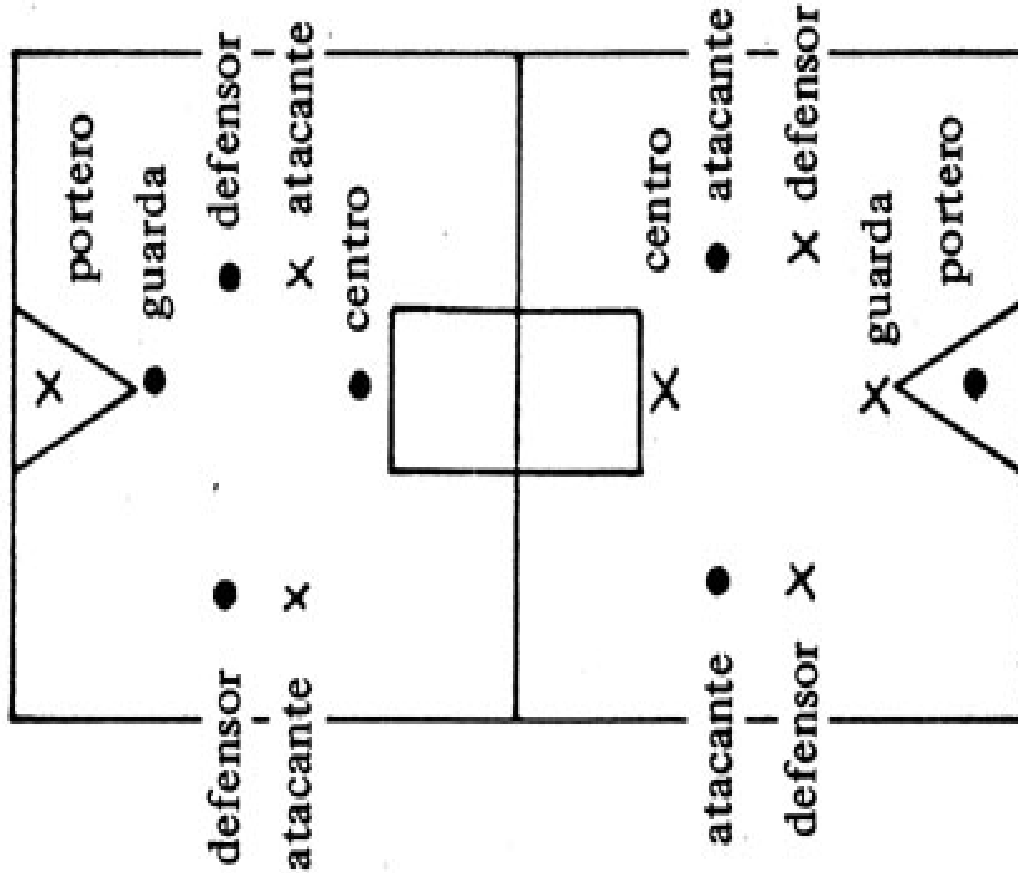 portero
guarda
defensor defensor
atacante atacante
centro
centro
atacante atacante
defensor defensor
guarda
portero